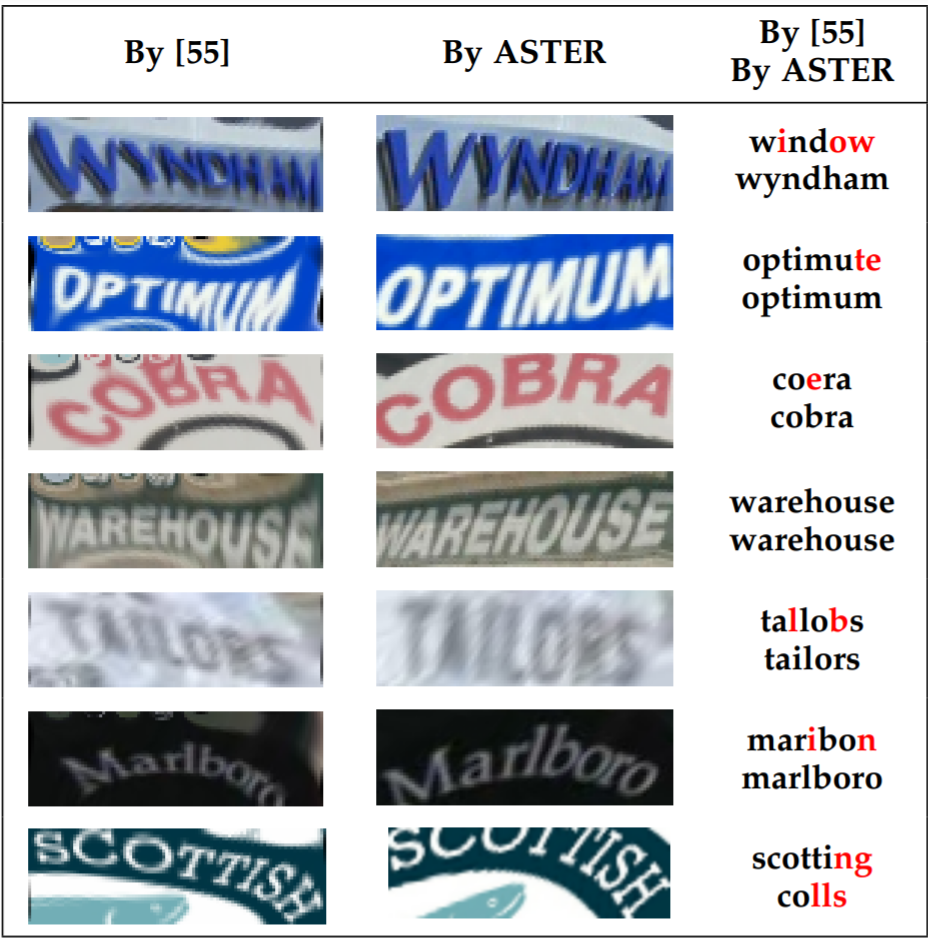 By [55] By ASTER By [55]
By ASTER
WYNDHAM WYNDHAM window
wyndham
OPTIMUM OPTIMUM optimute
optimum
COBRA COBRA coera
cobra
WAREHOUSE WAREHOUSE warehouse
warehouse
TAILORS TAILORS tallobs
tailors
Marlboro Marlboro maribon
marlboro
SCOTTISH SCOTTISH scotting
colls